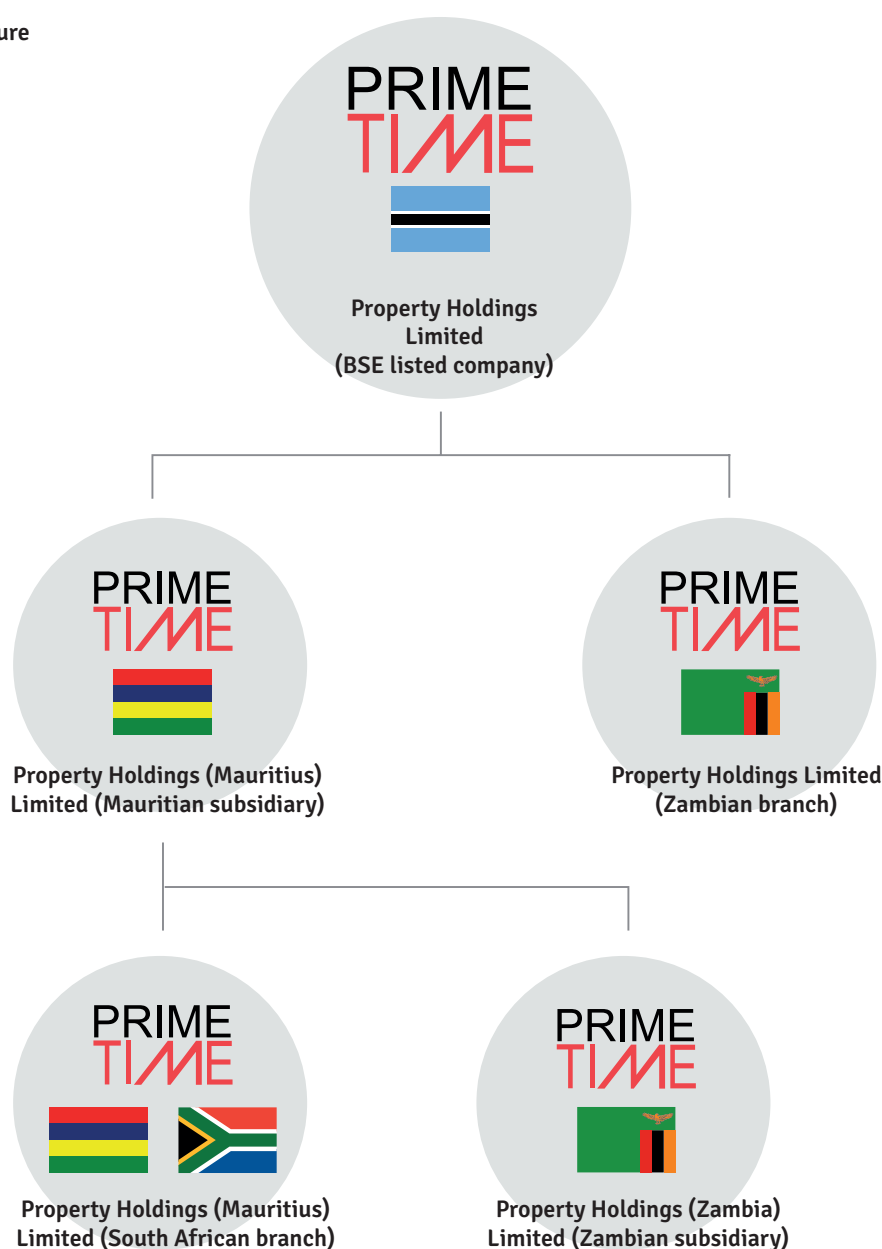 ure
PRIME
TIME
Property Holdings
Limited
(BSE listed company)
PRIME
TIME
Property Holdings (Mauritius)
Limited (Mauritian subsidiary)
PRIME
TIME
Property Holdings Limited
(Zambian branch)
PRIME
TIME
Property Holdings (Mauritius)
Limited (South African branch)
PRIME
TIME
Property Holdings (Zambia)
Limited (Zambian subsidiary)